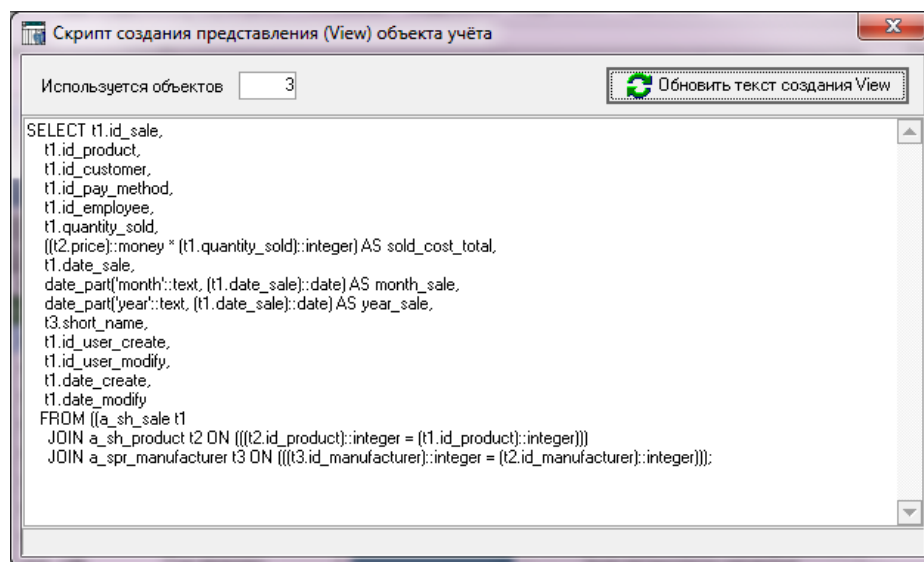 Скрипт создания представления (View) объекта учёта
Используется объектов 3 Обновить текст создания View
SELECT t1.id_sale,
t1.id_product,
t1.id_customer,
t1.id_pay_method,
t1.id_employee,
t1.quantity_sold,
((t2.price)::money * (t1.quantity_sold)::integer) AS sold_cost_total,
t1.date_sale,
date_part('month'::text, (t1.date_sale)::date) AS month_sale,
date_part('year'::text, (t1.date_sale)::date) AS year_sale,
t3.short_name,
t1.id_user_create,
t1.id_user_modify,
t1.date_create,
t1.date_modify
FROM ((a_sh_sale t1
JOIN a_sh_product t2 ON (((t2.id_product)::integer = (t1.id_product)::integer)))
JOIN a_spr_manufacturer t3 ON (((t3.id_manufacturer)::integer = (t2.id_manufacturer)::integer)));